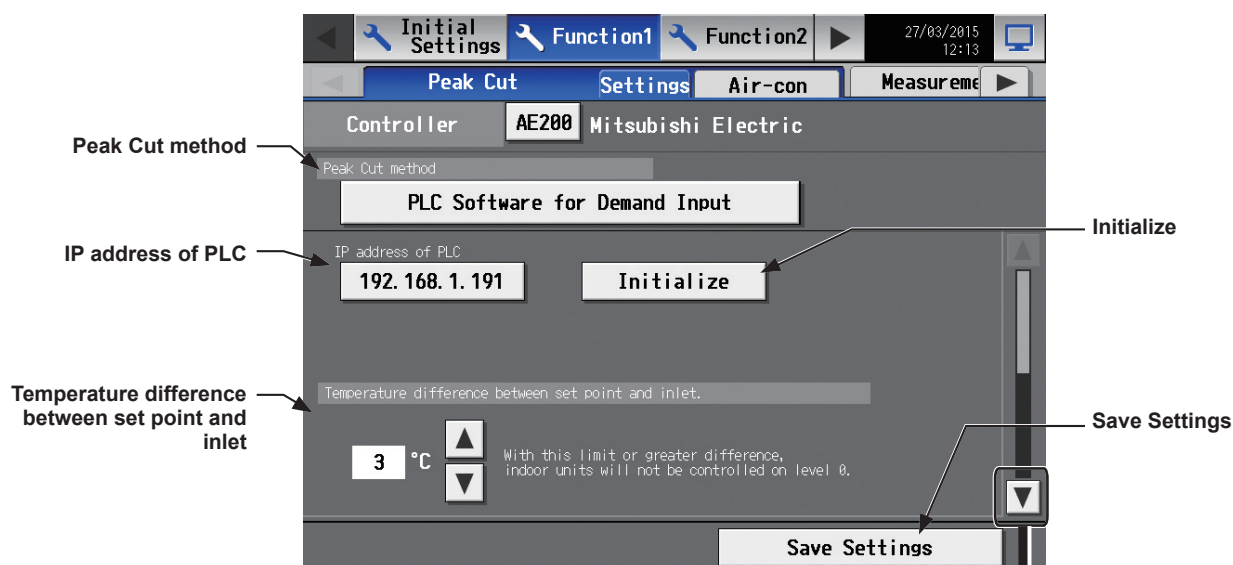 Initial
Settings
Function1
Function2
27/03/2015
12:13
Peak Cut
Settings
Air-con
Measureme
Controller
AE200
Mitsubishi Electric
Peak Cut method
Peak Cut method
PLC Software for Demand Input
Initialize
IP address of PLC
IP address of PLC
192.168.1.191
Initialize
Temperature difference
between set point and
inlet
Temperature difference between set point and inlet.
Save Settings
3 °C
With this limit or greater difference,
indoor units will not be controlled on level 0.
Save Settings